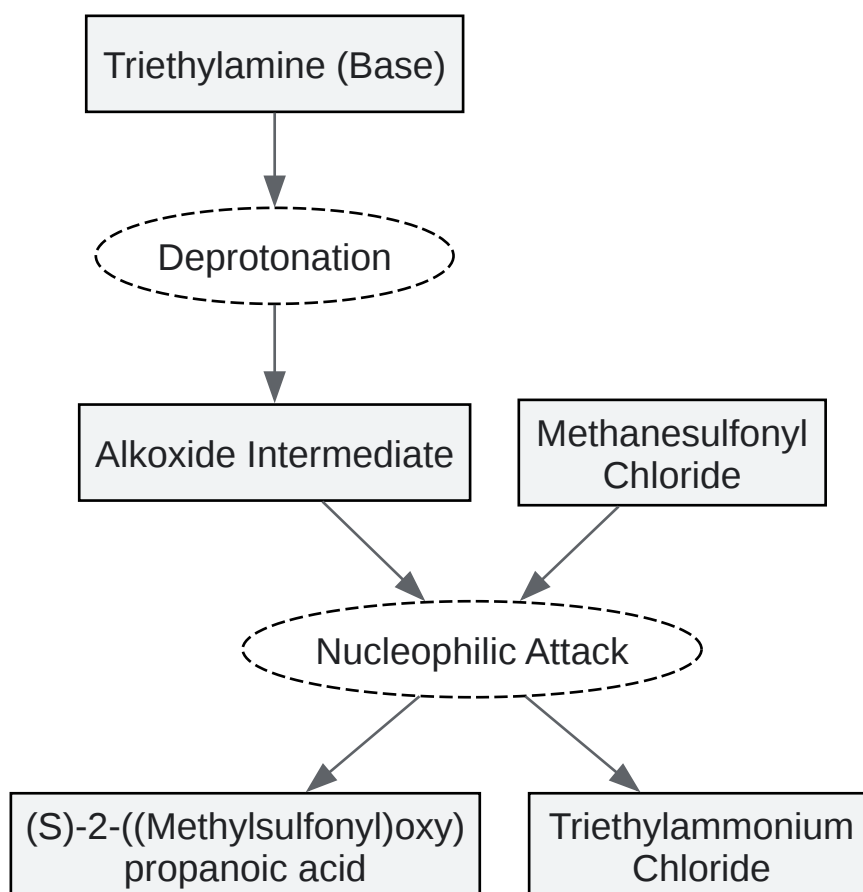 Triethylamine (Base)
Deprotonation
Alkoxide Intermediate
Methanesulfonyl
Chloride
Nucleophilic Attack
(S)-2-((Methylsulfonyl)oxy)
propanoic acid
Triethylammonium
Chloride